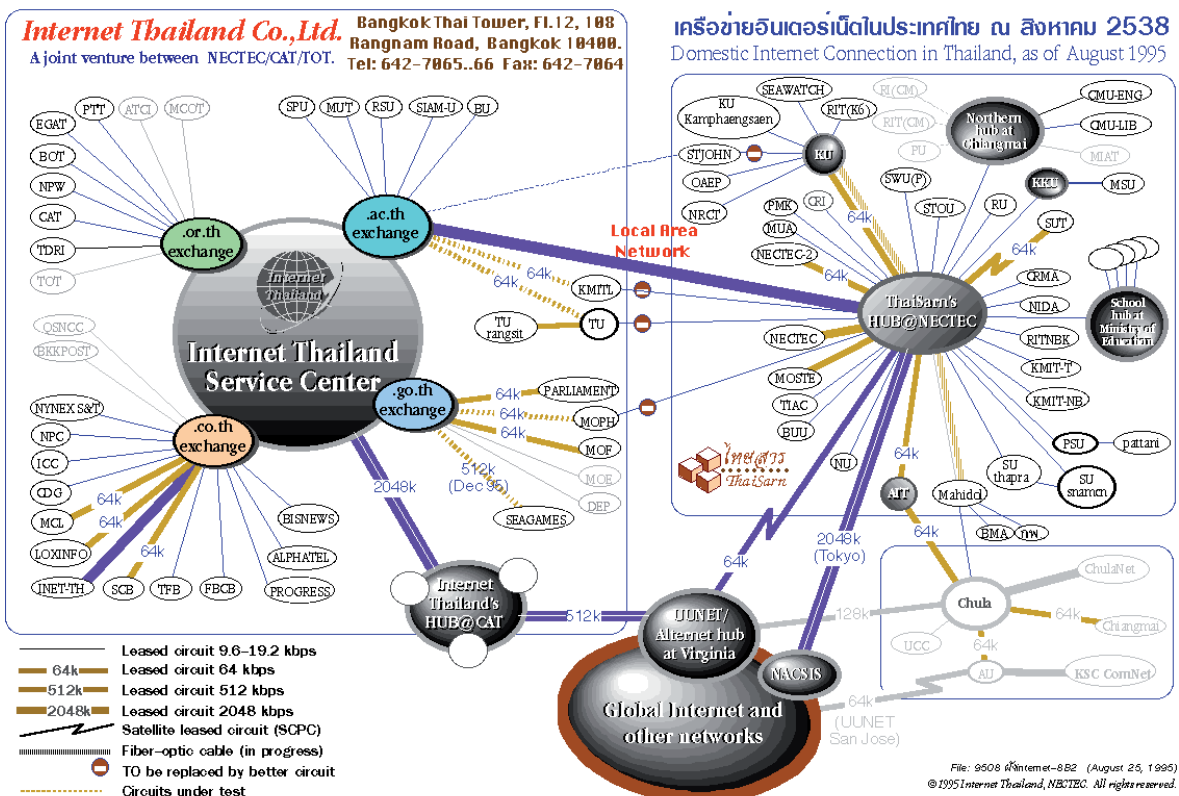 Internet Thailand Co.,Ltd.
A joint venture between NECTEC/CAT/TOT.
Bangkok Thai Tower, Fl.12, 108
Rangnam Road, Bangkok 10400.
Tel: 642-7065..66 Fax: 642-7064
เครือข่ายอินเตอร์เน็ตในประเทศไทย ณ สิงหาคม 2538
Domestic Internet Connection in Thailand, as of August 1995
PTT
ATCI
MCOT
EGAT
BOT
NPW
CAT
TDRI
TOT
.or.th
exchange
SPU
MUT
RSU
SIAM-U
BU
.ac.th
exchange
Internet
Thailand
Internet Thailand
Service Center
64k
64k
KMITL
TU
TU
rangsit
Local Area
Network
QSNCC
BKKPOST
NYNEX S&T
NPC
ICC
CDG
MCL
LOXINFO
INET-TH
SCB
TFB
FBCB
PROGRESS
ALPHATEL
BISNEWS
64k
64k
64k
.co.th
exchange
.go.th
exchange
64k
64k
64k
PARLIAMENT
MOPH
MOF
MOE
DEP
SEAGAMES
512k
(Dec 95)
2048k
Internet
Thailand's
HUB@CAT
512k
SEAWATCH
KU
Kamphaengsaen
RIT(K6)
STJOHN
OAEP
NRCT
KU
64k
RI(CM)
RIT(CM)
PU
Northern
hub at
Chiangmai
CMU-ENG
CMU-LIB
MIAT
SWU(P)
STOU
RU
KKU
MSU
PMK
CRI
MUA
NECTEC-2
64k
64k
SUT
ThaiSarn's
HUB@NECTEC
CRMA
NIDA
RITNBK
KMIT-T
KMIT-NB
School
hub at
Ministry of
Education
NECTEC
MOSTE
TIAC
BUU
NU
PSU
pattani
SU
thapra
SU
snamcn
ไทยสาร
ThaiSarn
64k
AIT
Mahidol
BMA
กพ
64k
64k
2048k
(Tokyo)
UUNET/
Alternet hub
at Virginia
NACSIS
Global Internet and
other networks
128k
Chula
ChulaNet
64k
Chiangmai
UCC
64k
AU
KSC ComNet
64k
(UUNET
San Jose)
Leased circuit 9.6-19.2 kbps
64k Leased circuit 64 kbps
512k Leased circuit 512 kbps
2048k Leased circuit 2048 kbps
Satellite leased circuit (SCPC)
Fiber-optic cable (in progress)
TO be replaced by better circuit
Circuits under test
File: 9508 internet-8B2 (August 25, 1995)
©1995 Internet Thailand, NECTEC. All rights reserved.